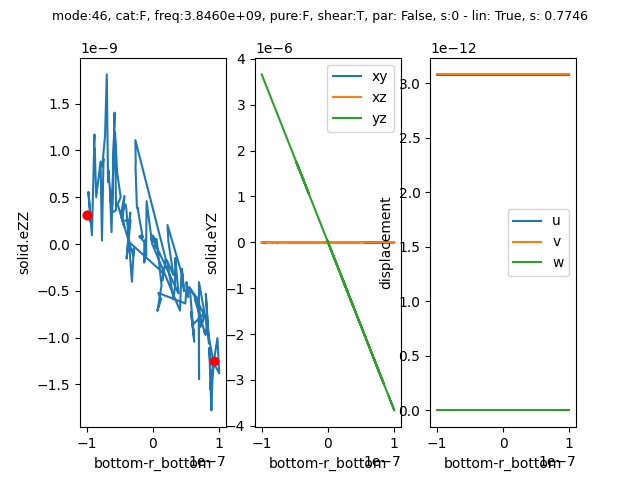 mode:46, cat:F, freq:3.8460e+09, pure:F, shear:T, par: False, s:0 - lin: True, s: 0.7746
1e−9
1.5
1.0
0.5
0.0
−0.5
−1.0
−1.5
solid.eZZ
−1
0
1
1e−7
bottom-r_bottom
1e−6
4
3
2
1
0
−1
−2
−3
−4
solid.eYZ
xy
xz
yz
−1
0
1
1e−7
bottom-r_bottom
1e−12
3.0
2.5
2.0
1.5
1.0
0.5
0.0
displacement
u
v
w
−1
0
1
1e−7
bottom-r_bottom